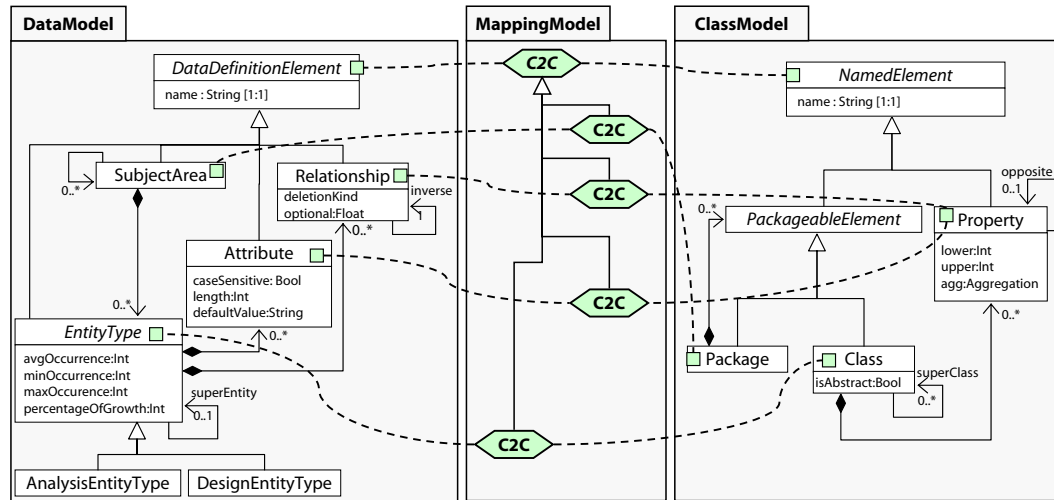 DataModel
DataDefinitionElement
name : String [1:1]
SubjectArea
0..*
Relationship
deletionKind
optional:Float
inverse
1
0..*
Attribute
caseSensitive: Bool
length:Int
defaultValue:String
0..*
0..*
EntityType
avgOccurrence:Int
minOccurrence:Int
maxOccurence:Int
percentageOfGrowth:Int
superEntity
0..1
AnalysisEntityType
DesignEntityType
MappingModel
C2C
C2C
C2C
C2C
C2C
ClassModel
NamedElement
name : String [1:1]
opposite
0..1
0..*
PackageableElement
Property
lower:Int
upper:Int
agg:Aggregation
0..*
Package
Class
isAbstract:Bool
superClass
0..*